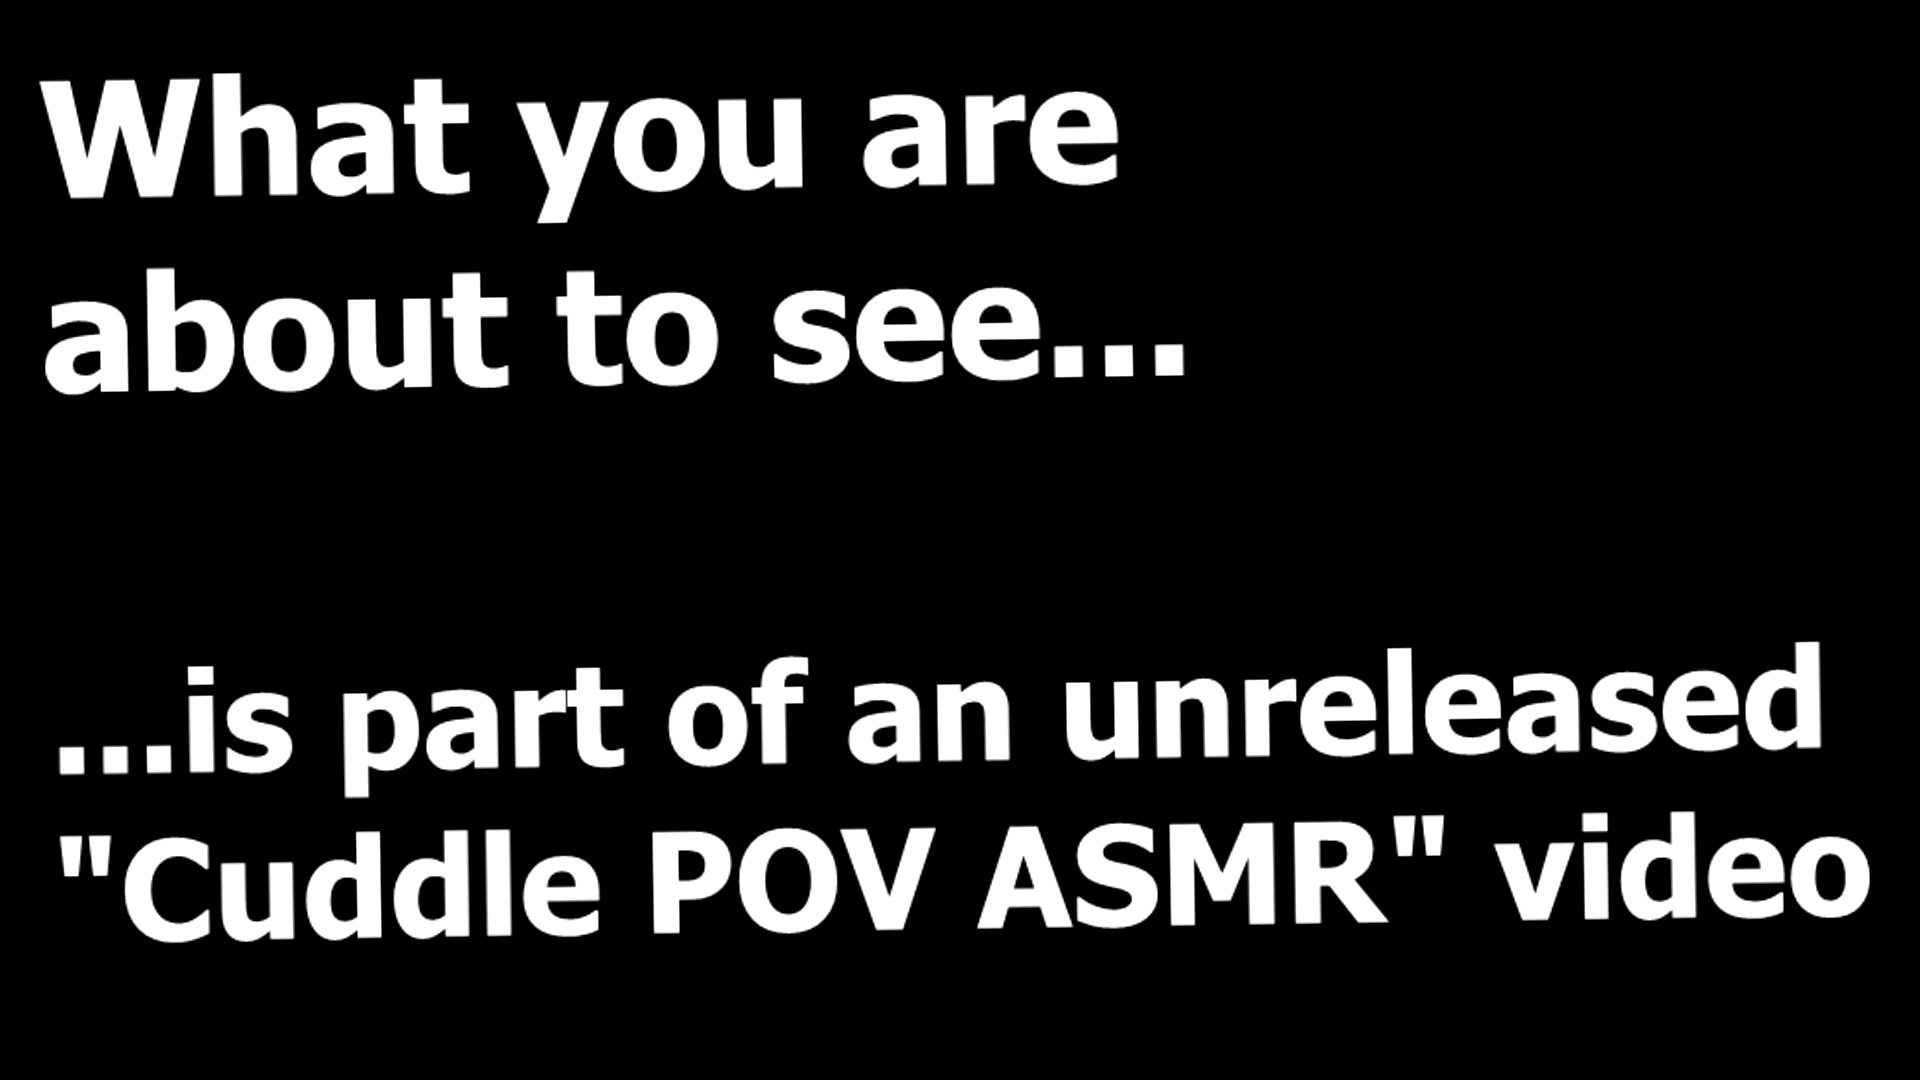 What you are
about to see...
...is part of an unreleased
"Cuddle POV ASMR" video